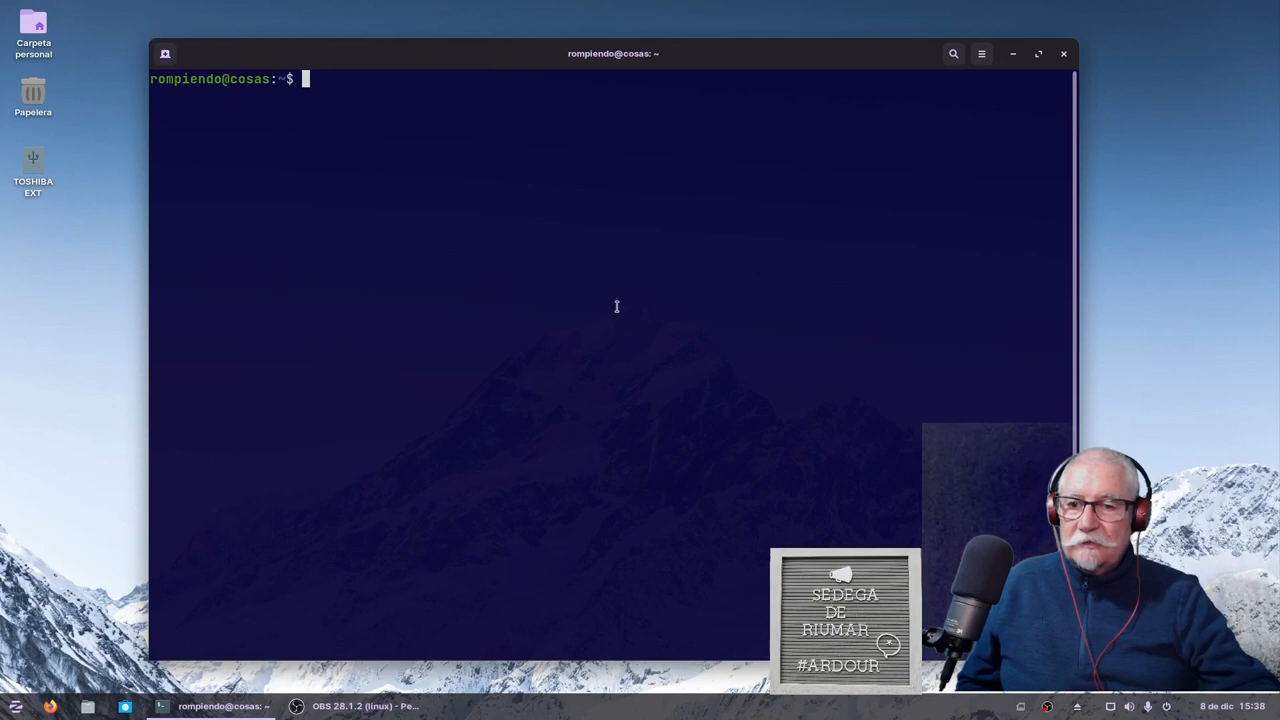 Carpeta
personal
Papelera
TOSHIBA
EXT
rompiendo@cosas: ~
rompiendo@cosas:~$
SEDEGA
DE
RIUMAR
#ARDOUR
rompiendo@cosas: ~
OBS 28.1.2 (linux) - Pe...
8 de dic 15:38